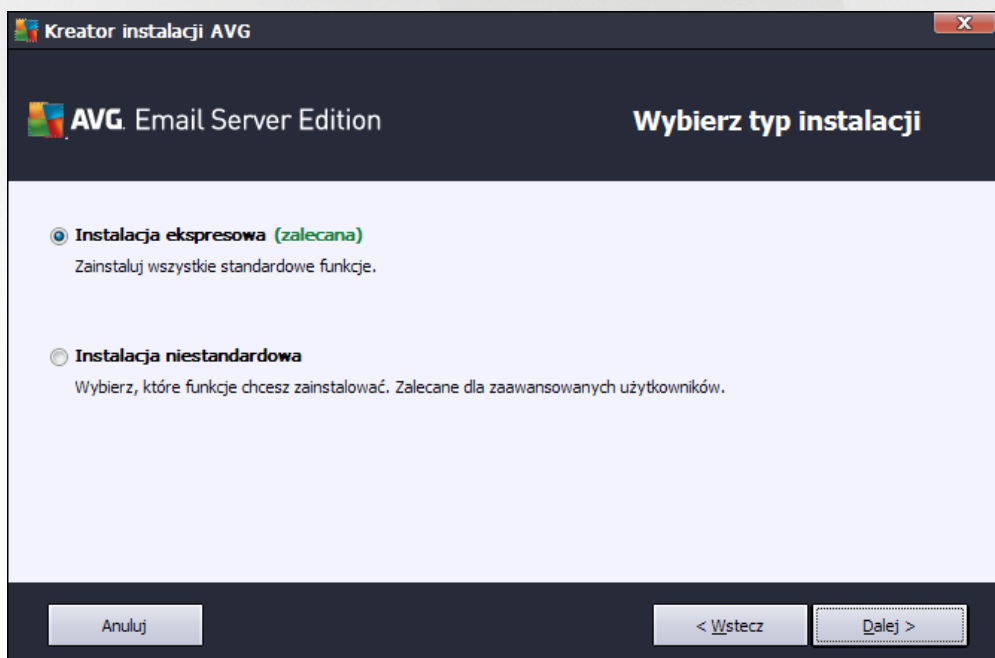 Kreator instalacji AVG
X
AVG. Email Server Edition
Wybierz typ instalacji
Instalacja ekspresowa (zalecana)
Zainstaluj wszystkie standardowe funkcje.
Instalacja niestandardowa
Wybierz, które funkcje chcesz zainstalować. Zalecane dla zaawansowanych użytkowników.
Anuluj
< Wstecz
Dalej >